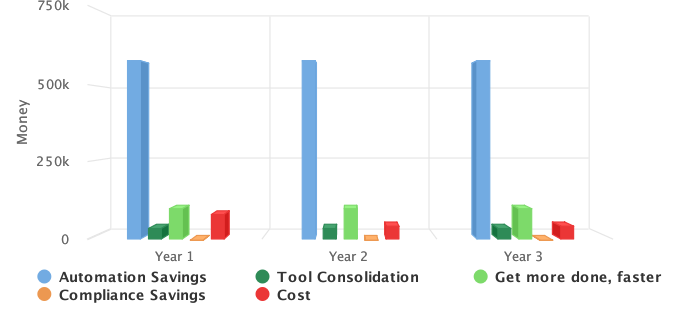 750k
500k
250k
0
Money
Year 1 Year 2 Year 3
Automation Savings Tool Consolidation Get more done, faster
Compliance Savings Cost